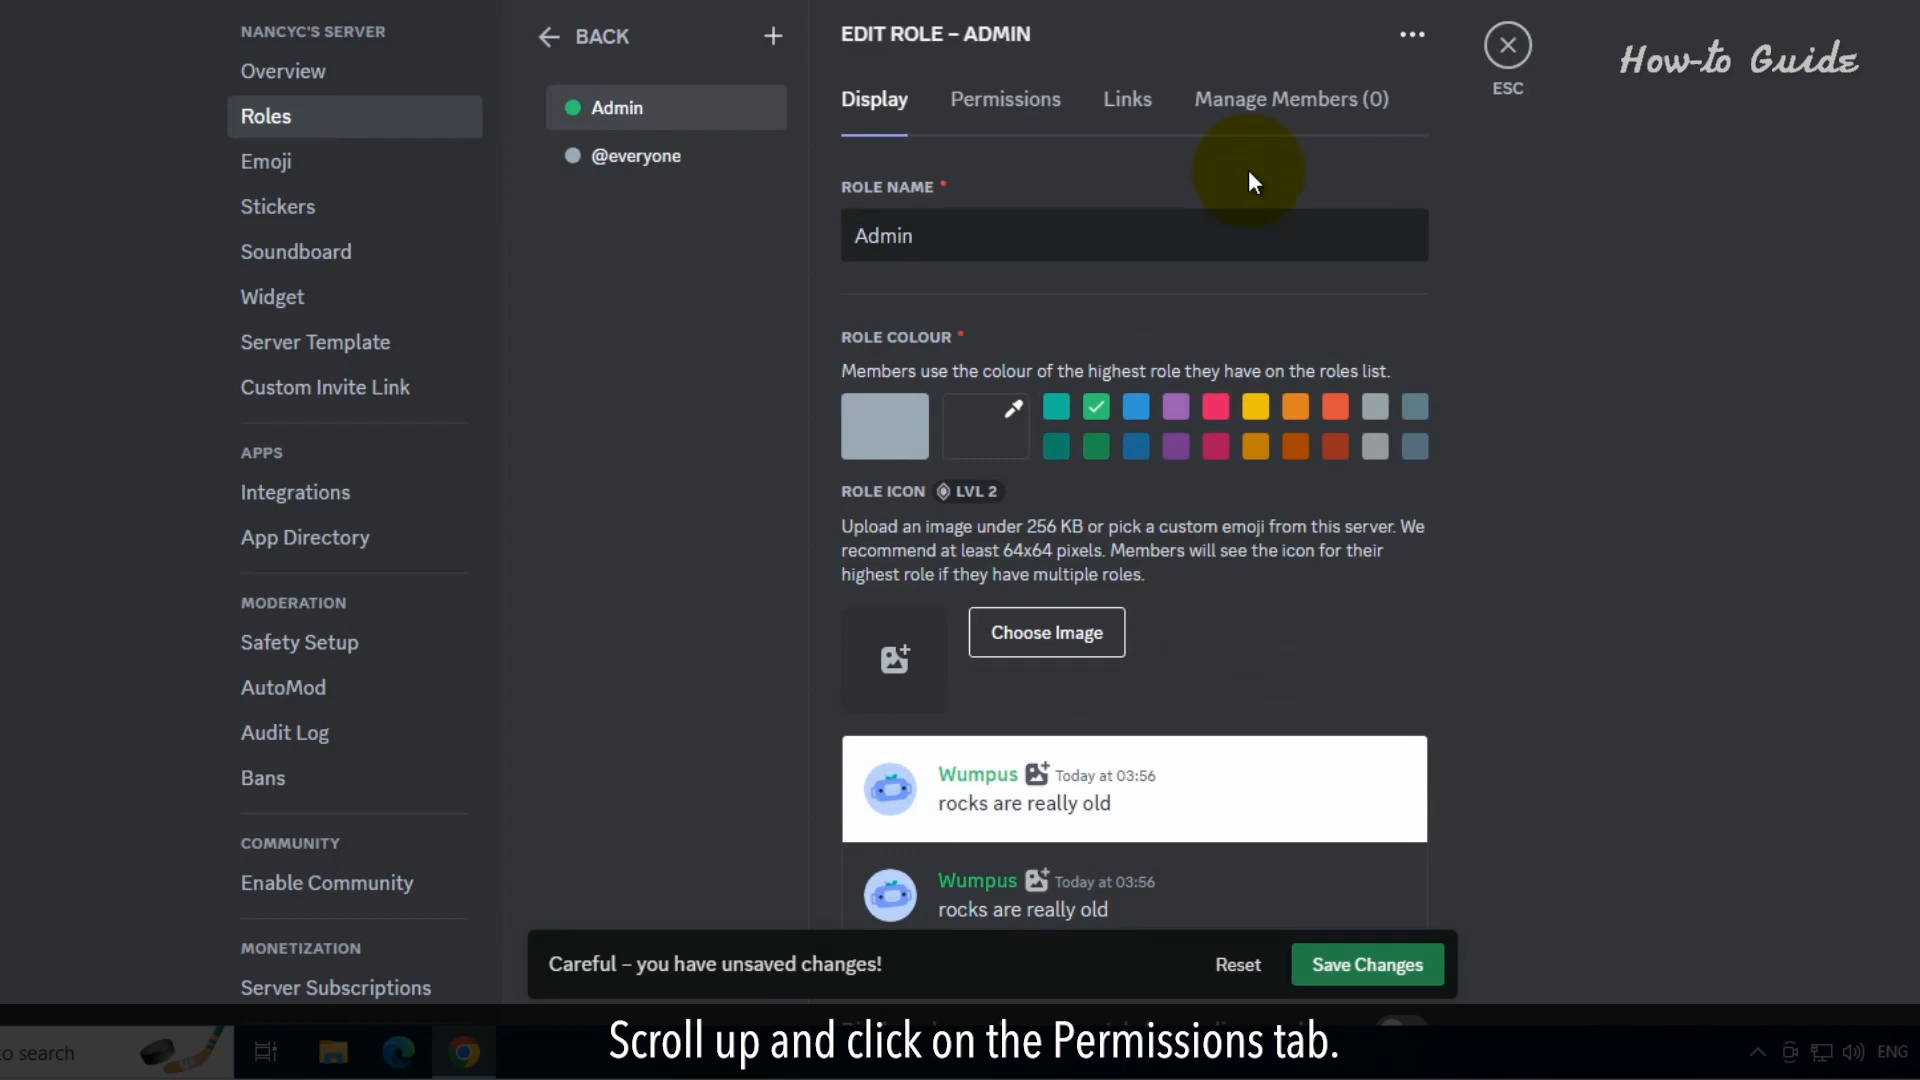 NANCYC'S SERVER
Overview
Roles
Emoji
Stickers
Soundboard
Widget
Server Template
Custom Invite Link
APPS
Integrations
App Directory
MODERATION
Safety Setup
AutoMod
Audit Log
Bans
COMMUNITY
Enable Community
MONETIZATION
Server Subscriptions
BACK
Admin
@everyone
EDIT ROLE – ADMIN
Display Permissions Links Manage Members (0)
ROLE NAME *
Admin
ROLE COLOUR *
Members use the colour of the highest role they have on the roles list.
ROLE ICON LVL 2
Upload an image under 256 KB or pick a custom emoji from this server. We
recommend at least 64x64 pixels. Members will see the icon for their
highest role if they have multiple roles.
Choose Image
Wumpus Today at 03:56
rocks are really old
Wumpus Today at 03:56
rocks are really old
Careful – you have unsaved changes!
Reset
Save Changes
ESC
How-to Guide
Scroll up and click on the Permissions tab.
to search
ENG